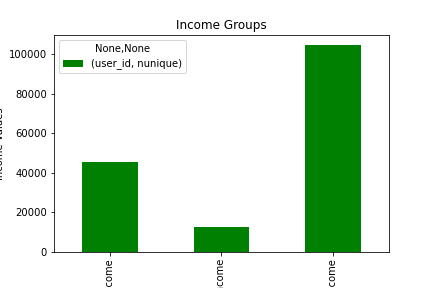 Income Groups
None,None
(user_id, nunique)
100000
80000
60000
40000
20000
0
come
come
come